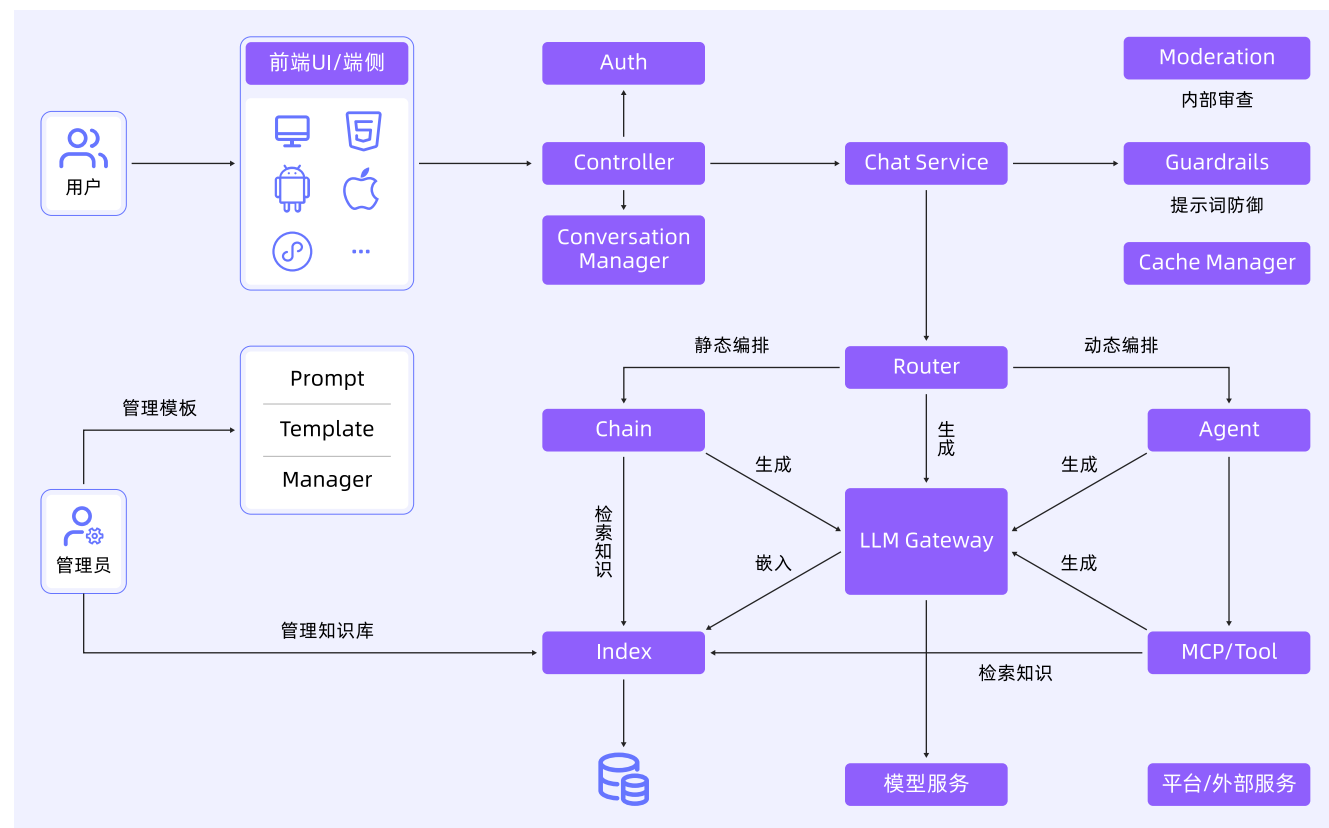 前端UI/端侧
用户
Auth
Controller
Conversation
Manager
Chat Service
Moderation
内部审查
Guardrails
提示词防御
Cache Manager
管理模板
Prompt
Template
Manager
管理员
管理知识库
静态编排
Router
动态编排
Chain
生成
Agent
生成
生成
检索知识
LLM Gateway
嵌入
生成
Index
检索知识
MCP/Tool
模型服务
平台/外部服务